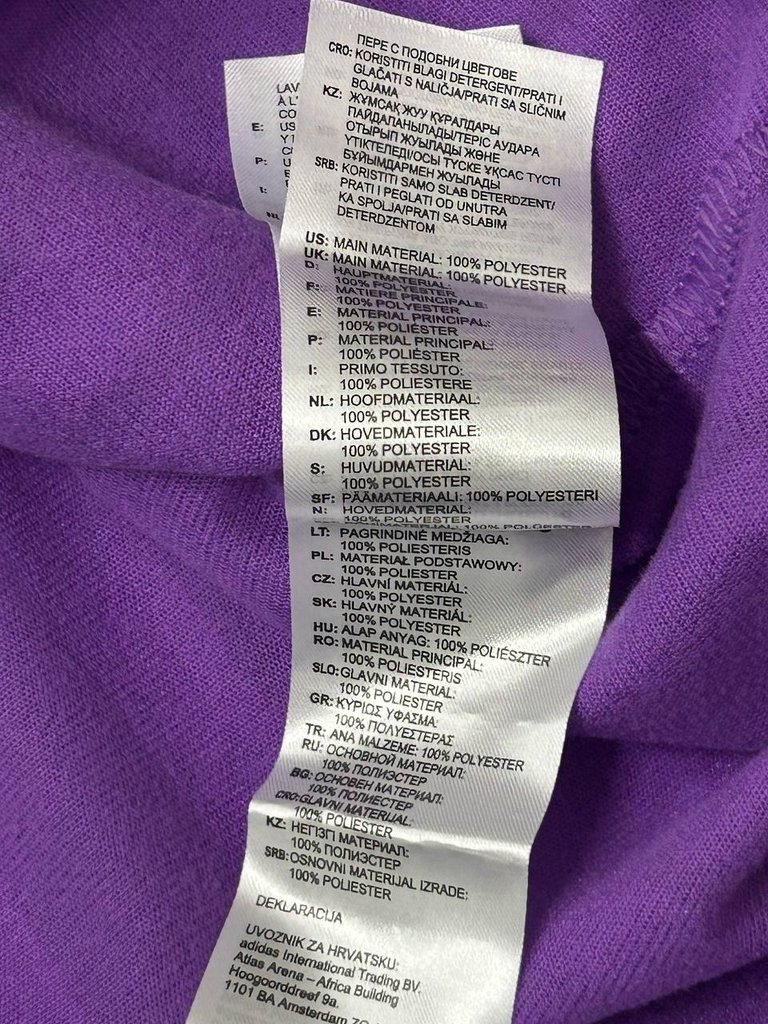 LAV
À L'
CO
E: US
Y1
CO
P: U
I:
NL
ПЕРЕ С ПОДОБНИ ЦВЕТОВЕ
CRO: KORISTITI BLAGI DETERGENT/PRATI I
GLAČATI S NALIČJA/PRATI SA SLIČNIM
BOJAMA
KZ: ЖҰМСАҚ ЖУУ ҚҰРАЛДАРЫ
ПАЙДАЛАНЫЛАДЫ/ТЕРІС АУДАРА
ОТЫРЫП ЖУЫЛАДЫ ЖӘНЕ
ҮТІКТЕЛЕДІ/ОСЫ ТҮСКЕ ҰҚСАС ТҮСТІ
БҰЙЫМДАРМЕН ЖУЫЛАДЫ
SRB: KORISTITI SAMO SLAB DETERDZENT/
PRATI I PEGLATI OD UNUTRA
KA SPOLJA/PRATI SA SLABIM
DETERDZENTOM
US: MAIN MATERIAL: 100% POLYESTER
UK: MAIN MATERIAL: 100% POLYESTER
D: HAUPTMATERIAL:
100% POLYESTER
F: MATIERE PRINCIPALE:
100% POLYESTER
E: MATERIAL PRINCIPAL:
100% POLIÉSTER
P: MATERIAL PRINCIPAL:
100% POLIÉSTER
I: PRIMO TESSUTO:
100% POLIESTERE
NL: HOOFDMATERIAAL:
100% POLYESTER
DK: HOVEDMATERIALE:
100% POLYESTER
S: HUVUDMATERIAL:
100% POLYESTER
SF: PÄÄMATERIAALI: 100% POLYESTERI
N: HOVEDMATERIAL:
100% POLYESTER
LT: PAGRINDINĖ MEDŽIAGA:
100% POLIESTERIS
PL: MATERIAŁ PODSTAWOWY:
100% POLIESTER
CZ: HLAVNÍ MATERIÁL:
100% POLYESTER
SK: HLAVNÝ MATERIÁL:
100% POLYESTER
HU: ALAP ANYAG: 100% POLIÉSZTER
RO: MATERIAL PRINCIPAL:
100% POLIESTERIS
SLO: GLAVNI MATERIAL:
100% POLIESTER
GR: ΚΥΡΙΩΣ ΥΦΑΣΜΑ:
100% ΠΟΛΥΕΣΤΕΡΑΣ
TR: ANA MALZEME: 100% POLYESTER
RU: ОСНОВНОЙ МАТЕРИАЛ:
100% ПОЛИЭСТЕР
BG: ОСНОВЕН МАТЕРИАЛ:
100% ПОЛИЕСТЕР
CRO: GLAVNI MATERIJAL:
100% POLIESTER
KZ: НЕГІЗГІ МАТЕРИАЛ:
100% ПОЛИЭСТЕР
SRB: OSNOVNI MATERIJAL IZRADE:
100% POLIESTER
DEKLARACIJA
UVOZNIK ZA HRVATSKU:
adidas International Trading BV.
Atlas Arena – Africa Building
Hoogoorddreef 9a.
1101 BA Amsterdam ZO